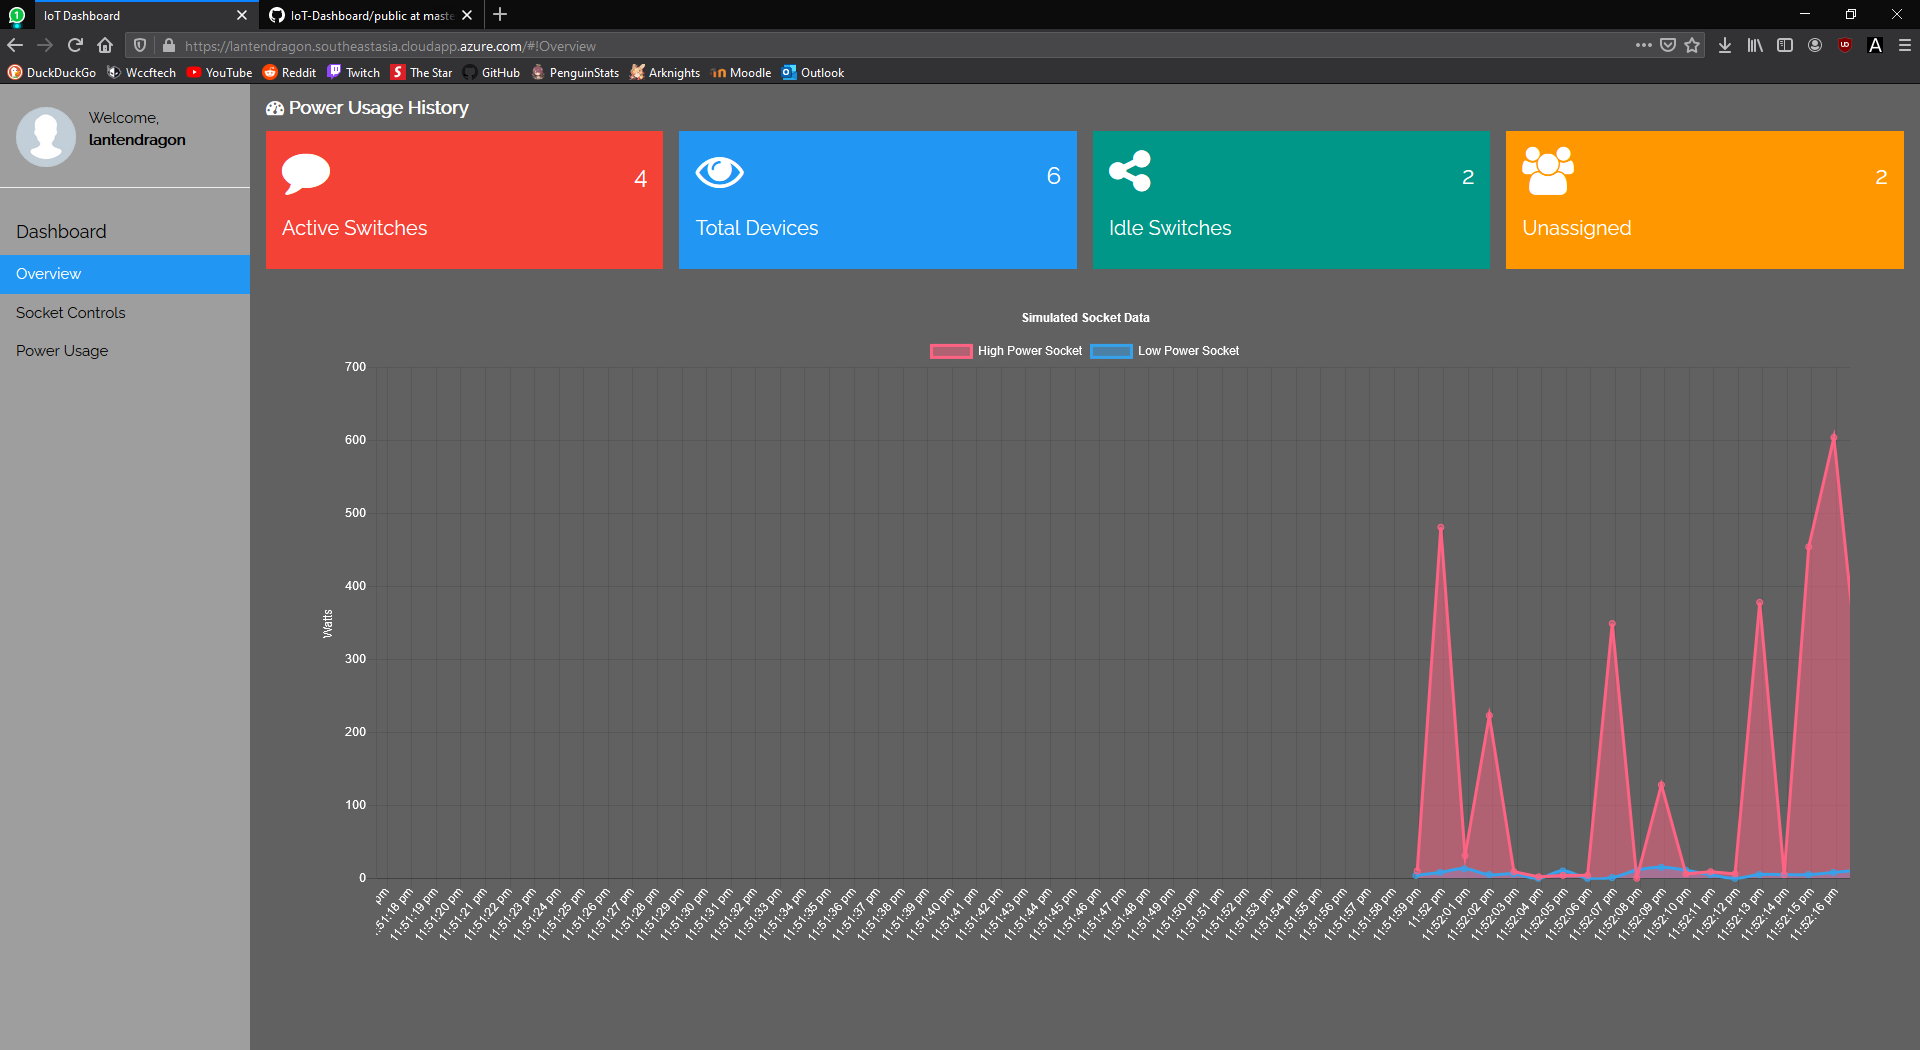 IoT Dashboard
IoT-Dashboard/public at maste
https://lantendragon.southeastasia.cloudapp.azure.com/#!Overview
DuckDuckGo Wccftech YouTube Reddit Twitch The Star GitHub PenguinStats Arknights Moodle Outlook
Welcome,
lantendragon
Dashboard
Overview
Socket Controls
Power Usage
Power Usage History
4
Active Switches
6
Total Devices
2
Idle Switches
2
Unassigned
Simulated Socket Data
High Power Socket Low Power Socket
Watts
700
600
500
400
300
200
100
0
pm
:51:18 pm
11:51:19 pm
11:51:20 pm
11:51:21 pm
11:51:22 pm
11:51:23 pm
11:51:24 pm
11:51:25 pm
11:51:26 pm
11:51:27 pm
11:51:28 pm
11:51:29 pm
11:51:30 pm
11:51:31 pm
11:51:32 pm
11:51:33 pm
11:51:34 pm
11:51:35 pm
11:51:36 pm
11:51:37 pm
11:51:38 pm
11:51:39 pm
11:51:40 pm
11:51:41 pm
11:51:42 pm
11:51:43 pm
11:51:44 pm
11:51:45 pm
11:51:46 pm
11:51:47 pm
11:51:48 pm
11:51:49 pm
11:51:50 pm
11:51:51 pm
11:51:52 pm
11:51:53 pm
11:51:54 pm
11:51:55 pm
11:51:56 pm
11:51:57 pm
11:51:58 pm
11:51:59 pm
11:52 pm
11:52:01 pm
11:52:02 pm
11:52:03 pm
11:52:04 pm
11:52:05 pm
11:52:06 pm
11:52:07 pm
11:52:08 pm
11:52:09 pm
11:52:10 pm
11:52:11 pm
11:52:12 pm
11:52:13 pm
11:52:14 pm
11:52:15 pm
11:52:16 pm